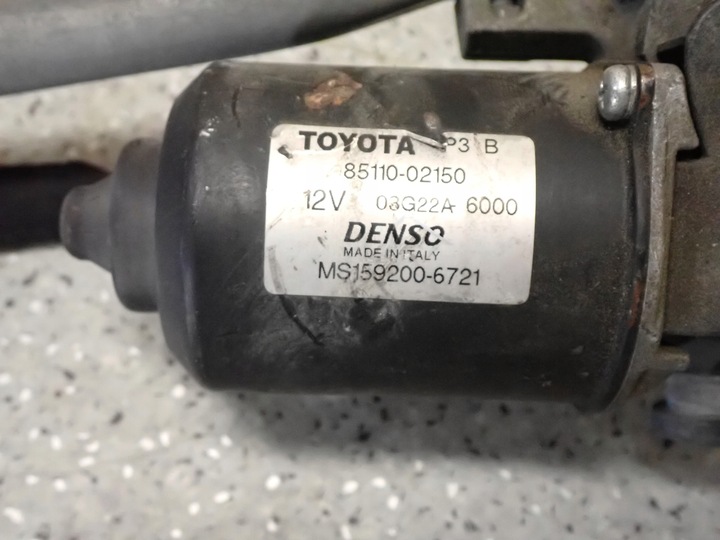 TOYOTA P3 B
85110-02150
12V 03G22A 6000
DENSO
MADE IN ITALY
MS159200-6721